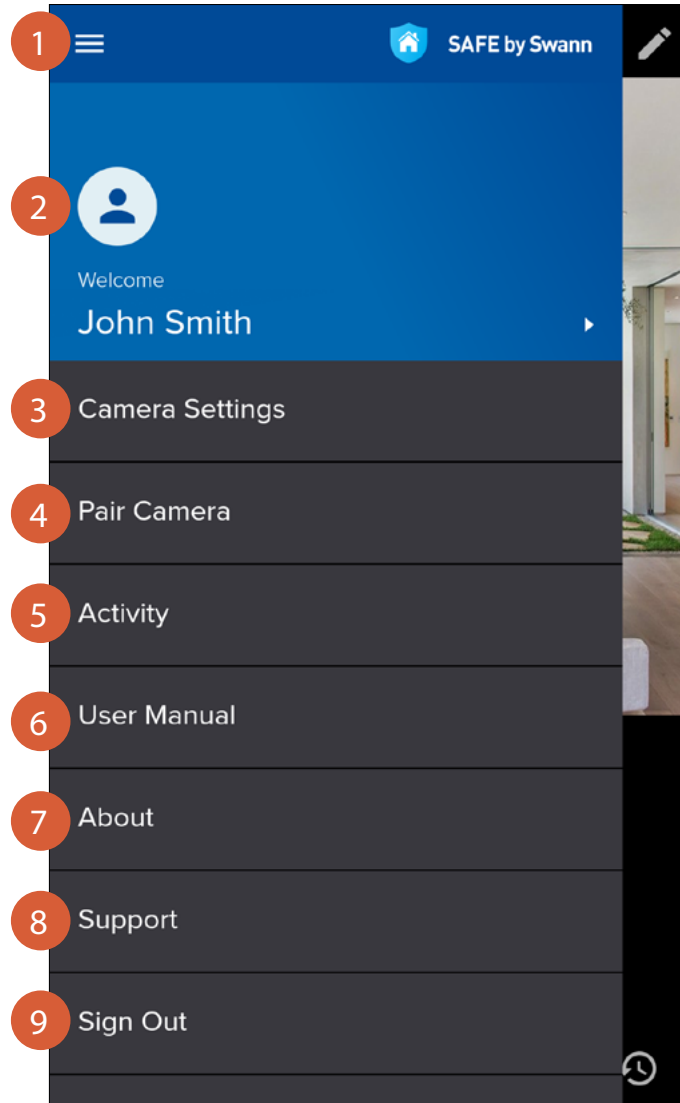 1
SAFE by Swann
2
Welcome
John Smith
3 Camera Settings
4 Pair Camera
5 Activity
6 User Manual
7 About
8 Support
9 Sign Out